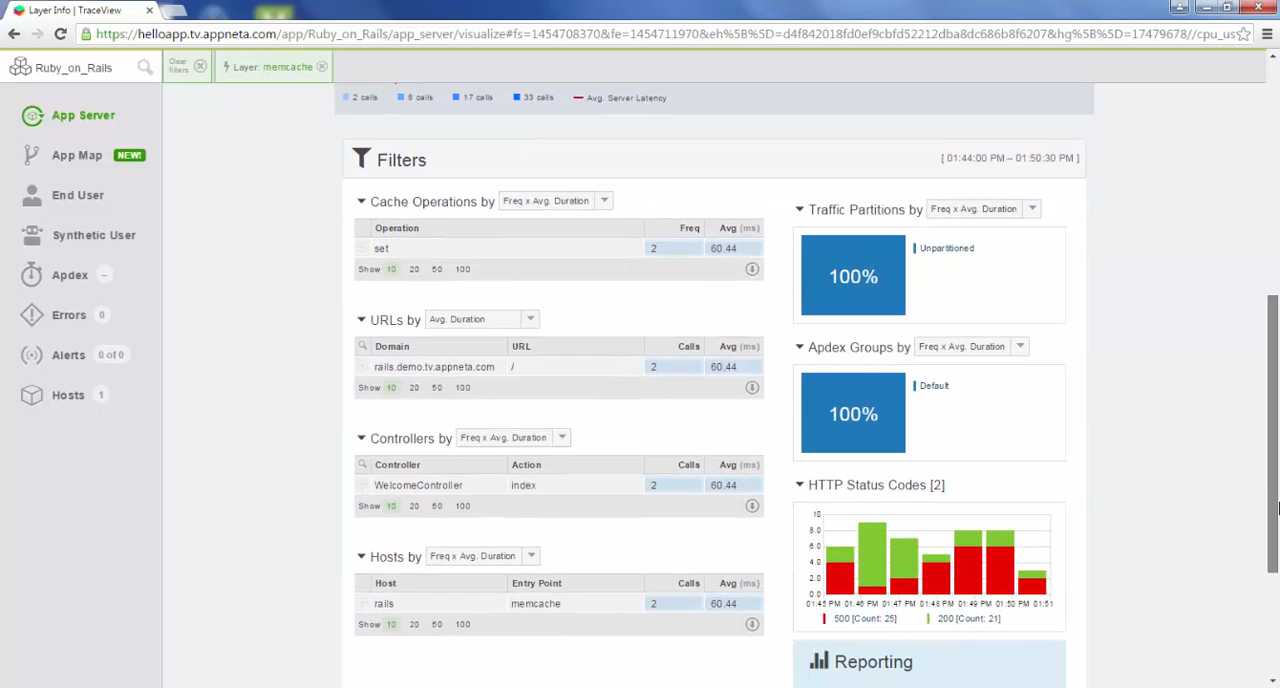 Layer Info | TraceView
https://helloapp.tv.appneta.com/app/Ruby_on_Rails/app_server/visualize#fs=1454708370&fe=1454711970&eh%5B%5D=d4f842018fd0ef9cbfd52212dba8dc686b8f6207&hg%5B%5D=17479678//cpu_us
Ruby_on_Rails
Clear filters
Layer: memcache
App Server
App Map NEW!
End User
Synthetic User
Apdex –
Errors 0
Alerts 0 of 0
Hosts 1
2 calls 8 calls 17 calls 33 calls Avg. Server Latency
Filters
[ 01:44:00 PM – 01:50:30 PM ]
Cache Operations by Freq x Avg. Duration
Operation Freq Avg (ms)
set 2 60.44
Show 10 20 50 100
URLs by Avg. Duration
Domain URL Calls Avg (ms)
rails.demo.tv.appneta.com / 2 60.44
Show 10 20 50 100
Controllers by Freq x Avg. Duration
Controller Action Calls Avg (ms)
WelcomeController index 2 60.44
Show 10 20 50 100
Hosts by Freq x Avg. Duration
Host Entry Point Calls Avg (ms)
rails memcache 2 60.44
Show 10 20 50 100
Traffic Partitions by Freq x Avg. Duration
100% Unpartitioned
Apdex Groups by Freq x Avg. Duration
100% Default
HTTP Status Codes [2]
10
8.0
6.0
4.0
2.0
0.0
01:45 PM 01:46 PM 01:47 PM 01:48 PM 01:49 PM 01:50 PM 01:51
500 [Count: 25] 200 [Count: 21]
Reporting